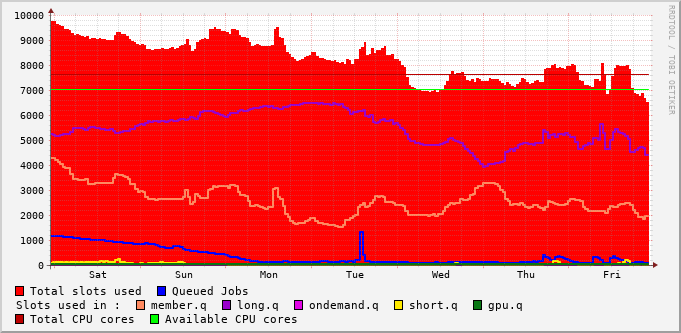 10000
9000
8000
7000
6000
5000
4000
3000
2000
1000
0
Sat Sun Mon Tue Wed Thu Fri
RRDTOOL / TOBI OETIKER
Total slots used Queued Jobs
Slots used in : member.q long.q ondemand.q short.q gpu.q
Total CPU cores Available CPU cores